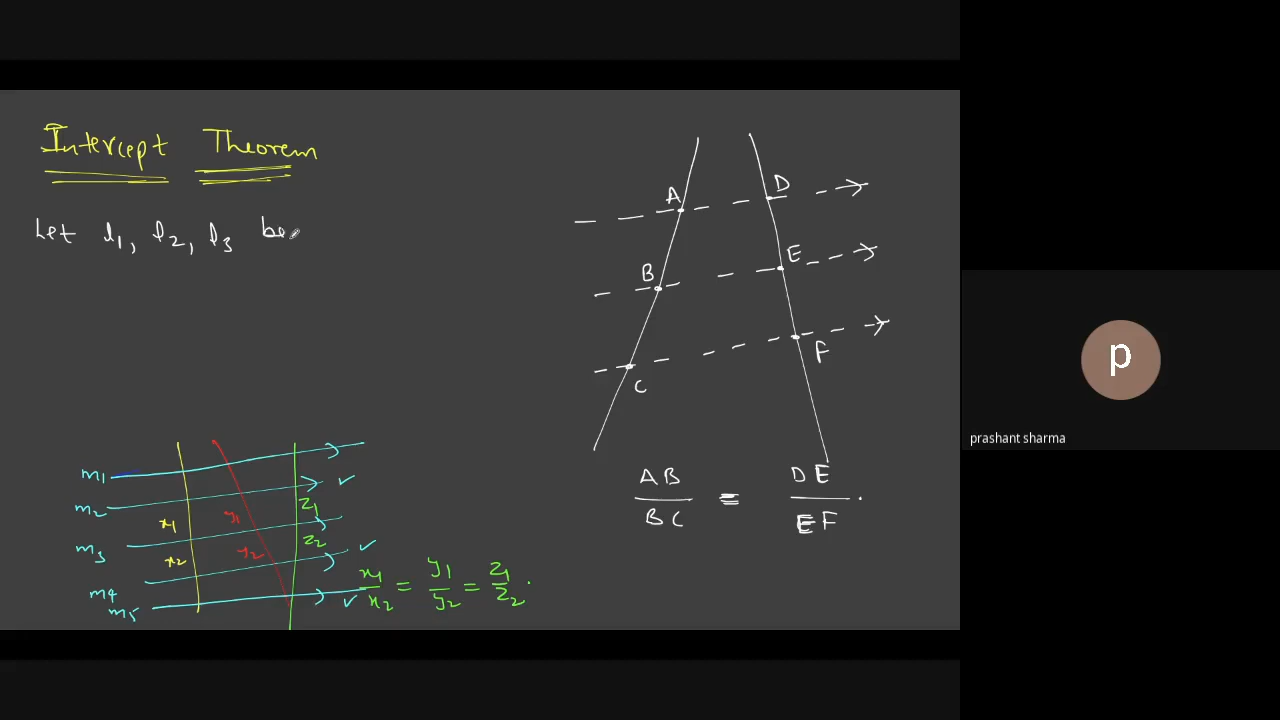 Intercept Theorem
Let l1, l2, l3 be
A D
B E
C F
AB/BC = DE/EF.
m1
m2
m3
m4
m5
x1 y1 z1
x2 y2 z2
x1/x2 = y1/y2 = z1/z2.
p
prashant sharma